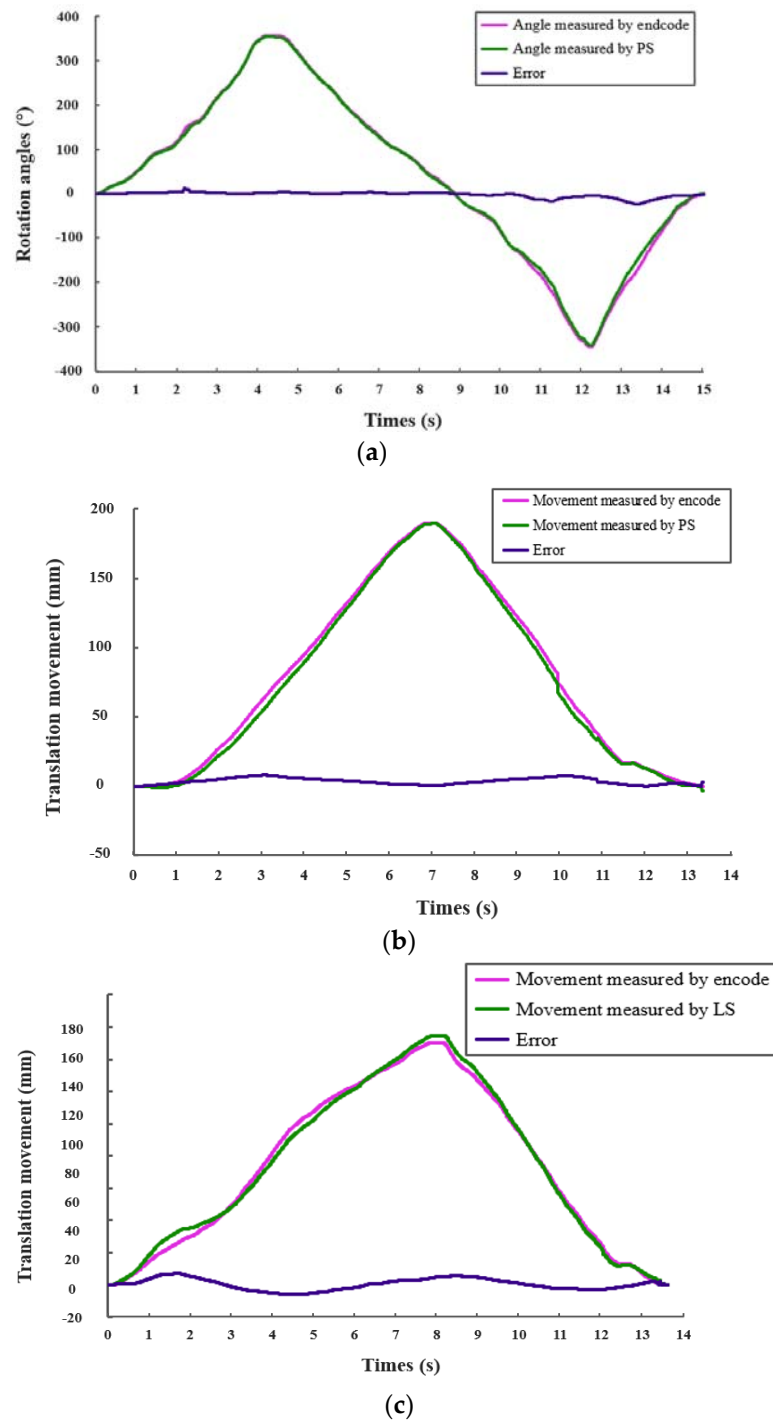 Angle measured by endcode
Angle measured by PS
Error
400
300
200
100
0
-100
-200
-300
-400
Rotation angles (°)
0 1 2 3 4 5 6 7 8 9 10 11 12 13 14 15
Times (s)
(a)
Movement measured by encode
Movement measured by PS
Error
200
150
100
50
0
-50
Translation movement (mm)
0 1 2 3 4 5 6 7 8 9 10 11 12 13 14
Times (s)
(b)
Movement measured by encode
Movement measured by LS
Error
180
160
140
120
100
80
60
40
20
0
-20
Translation movement (mm)
0 1 2 3 4 5 6 7 8 9 10 11 12 13 14
Times (s)
(c)